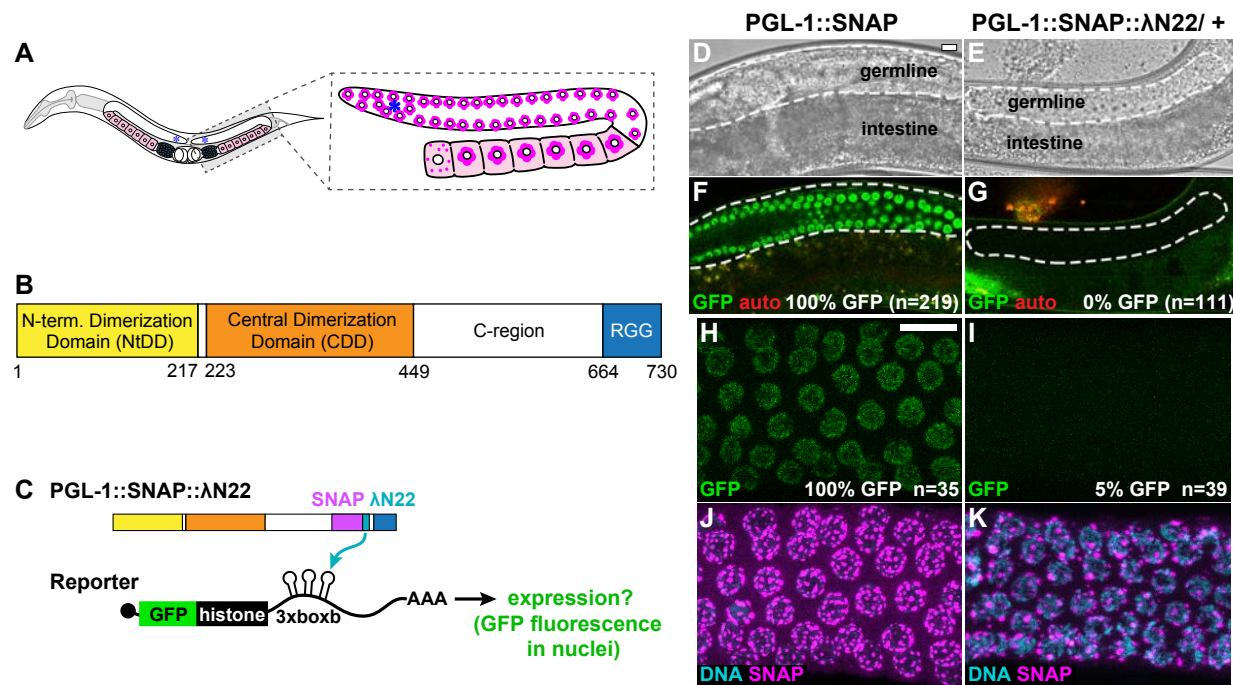 A
B
N-term. Dimerization
Domain (NtDD)
Central Dimerization
Domain (CDD)
C-region
RGG
1
217
223
449
664
730
C
PGL-1::SNAP::λN22
SNAP
λN22
Reporter
GFP
histone
3xboxb
AAA
expression?
(GFP fluorescence
in nuclei)
PGL-1::SNAP
PGL-1::SNAP::λN22/ +
D
germline
intestine
E
germline
intestine
F
GFP auto 100% GFP (n=219)
G
GFP auto 0% GFP (n=111)
H
GFP 100% GFP n=35
I
GFP 5% GFP n=39
J
DNA SNAP
K
DNA SNAP